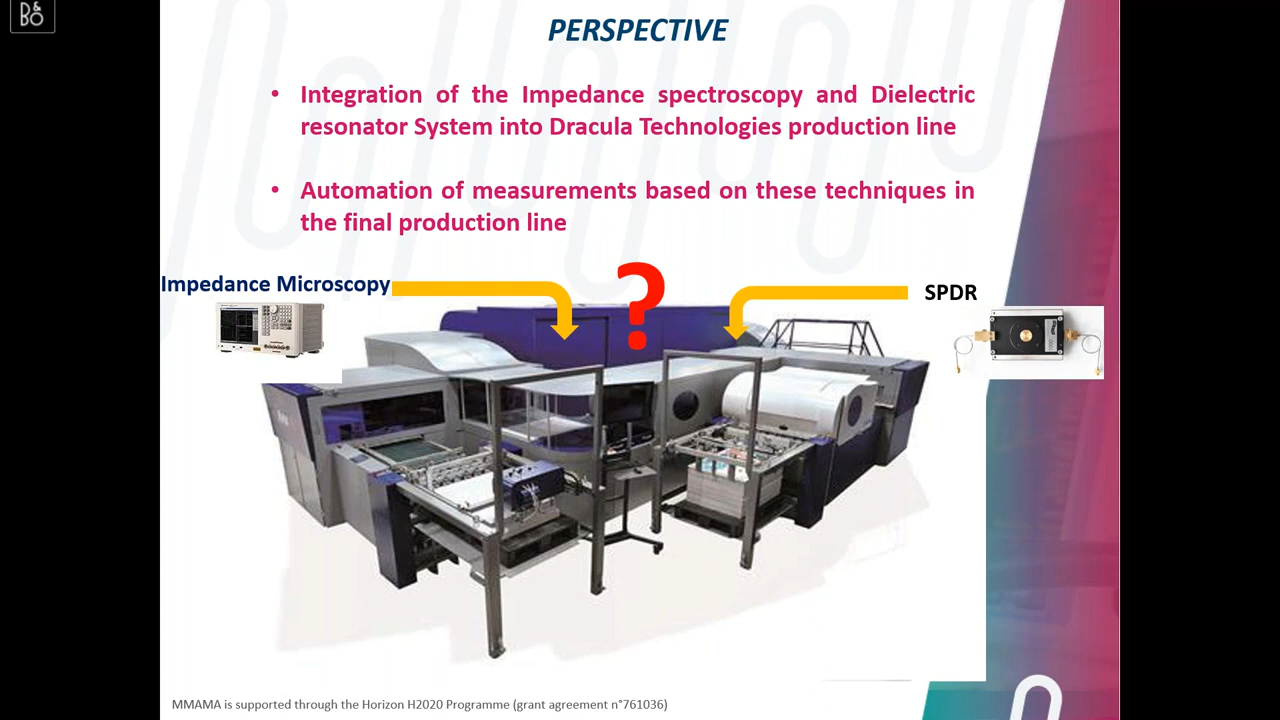 B&O
PERSPECTIVE
• Integration of the Impedance spectroscopy and Dielectric
resonator System into Dracula Technologies production line
• Automation of measurements based on these techniques in
the final production line
Impedance Microscopy
?
SPDR
MMAMA is supported through the Horizon H2020 Programme (grant agreement n°761036)